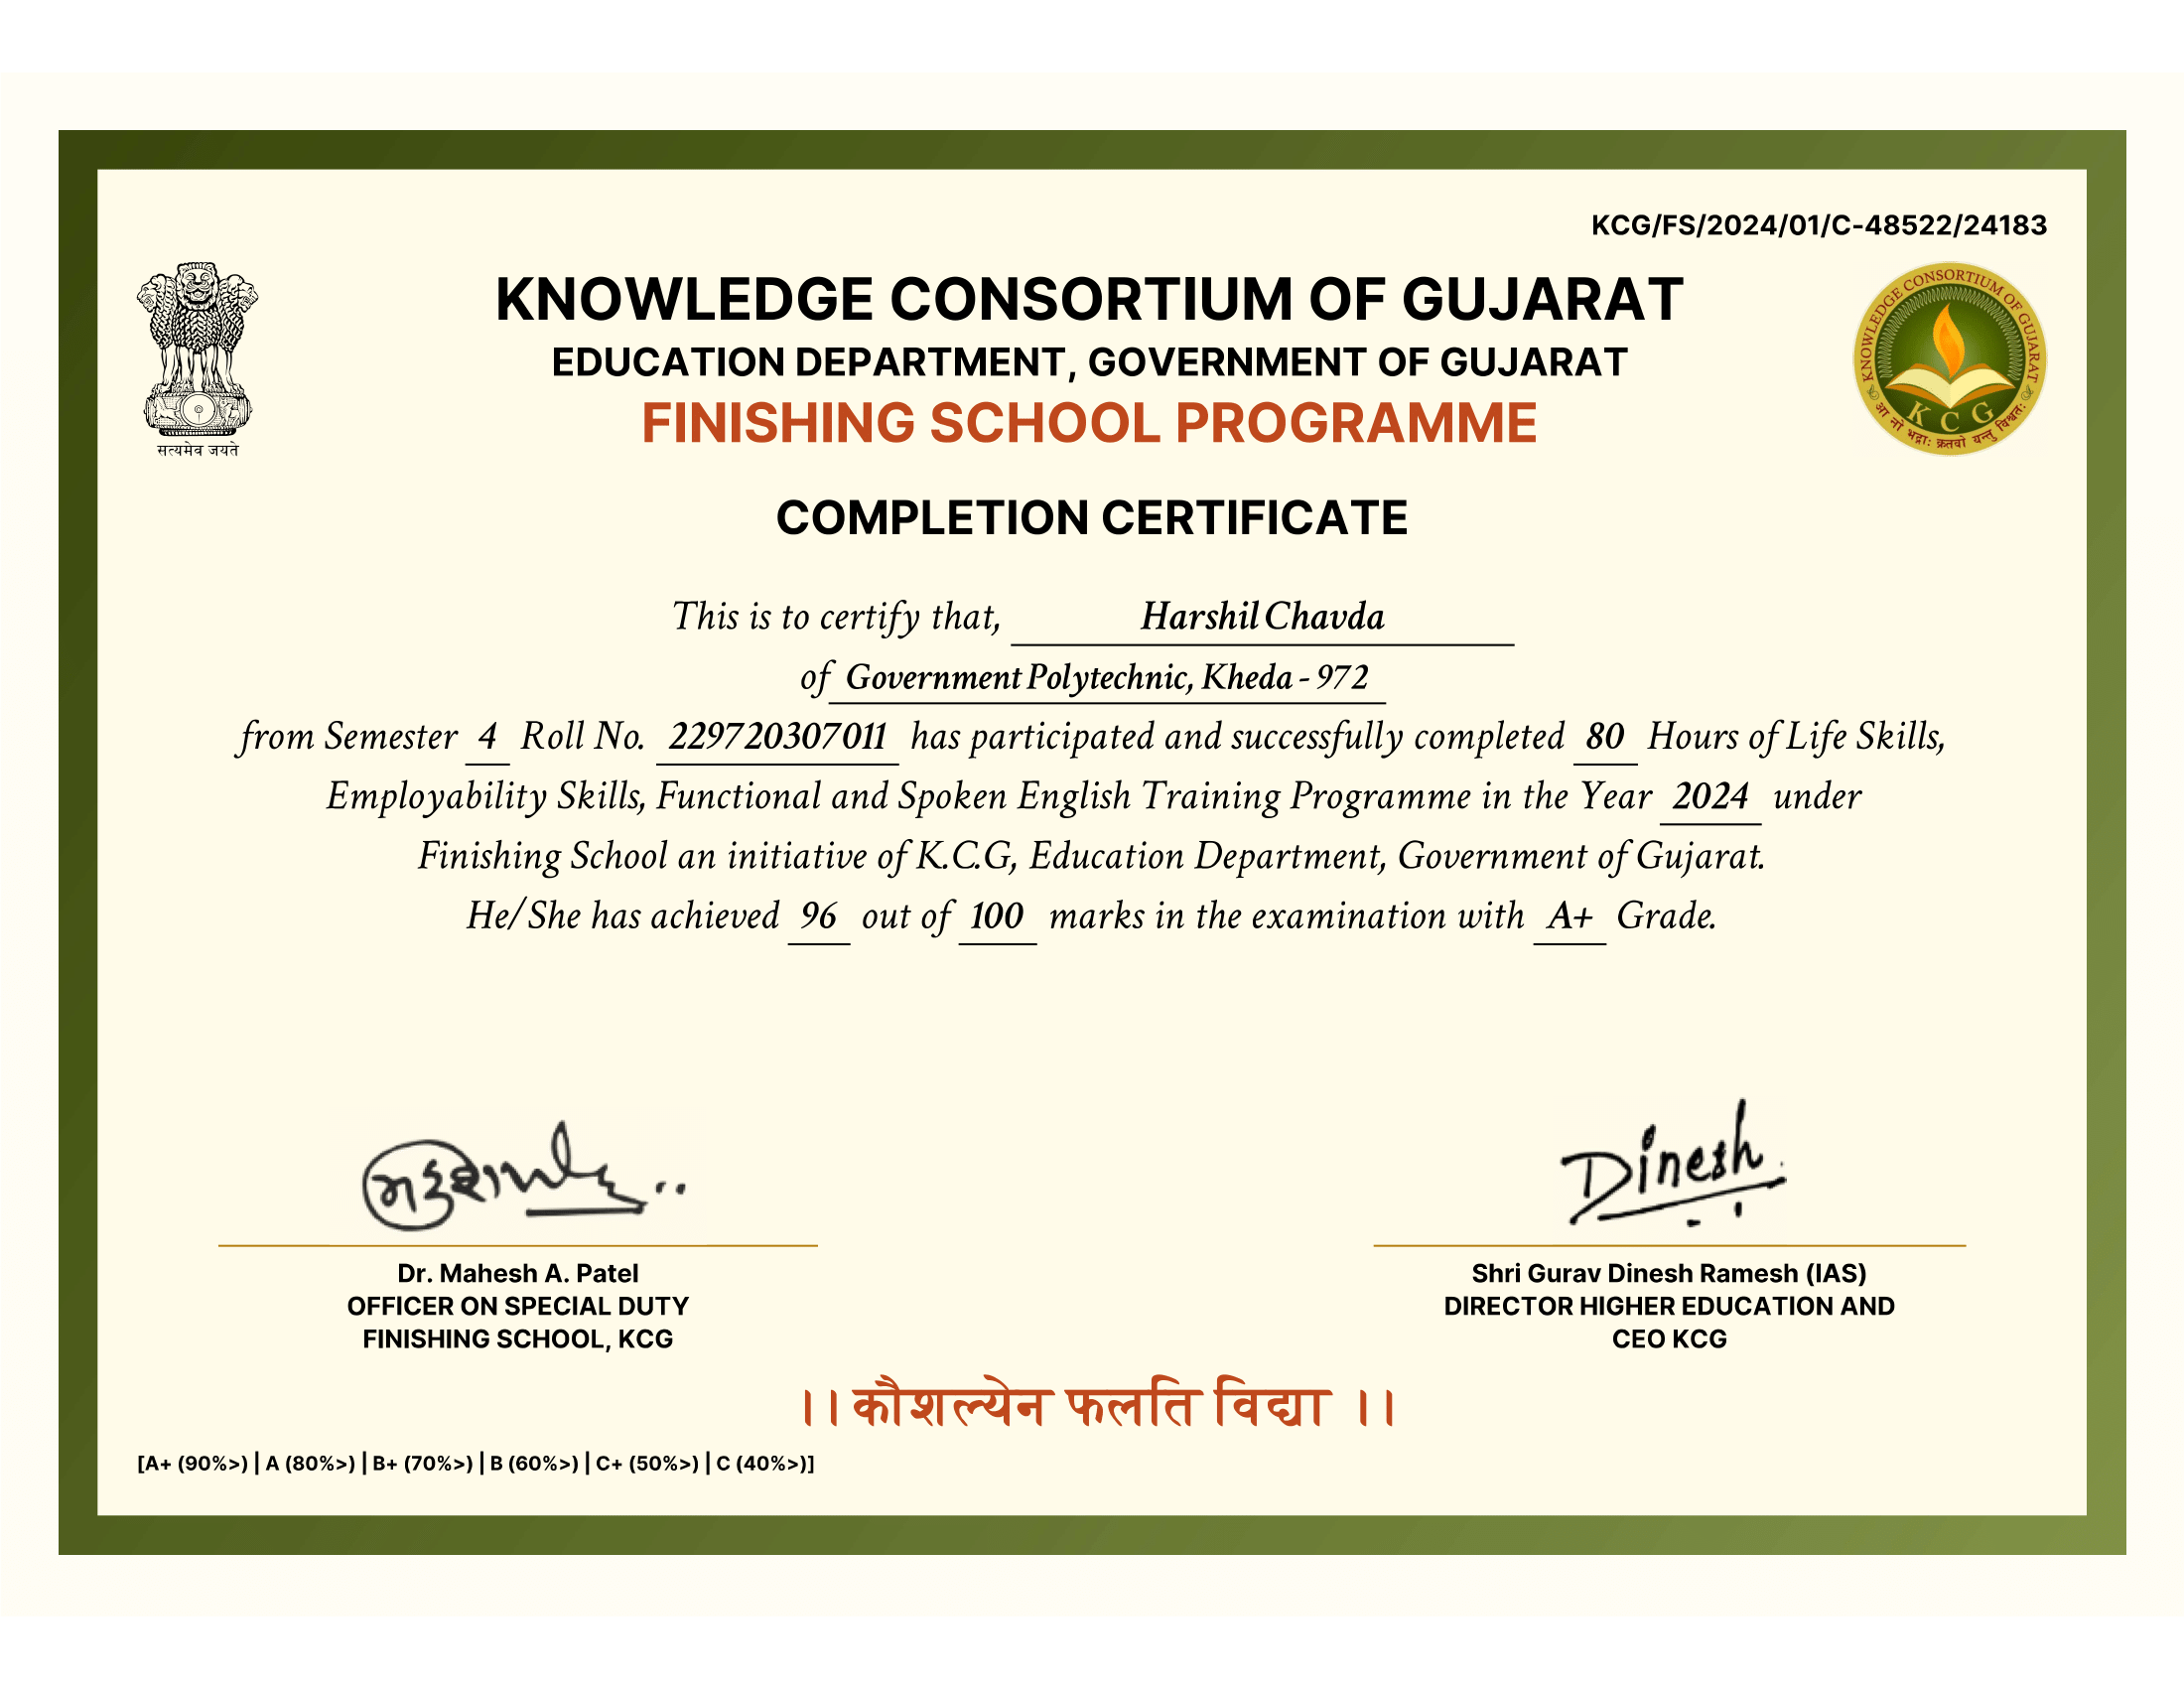 KCG/FS/2024/01/C-48522/24183
KNOWLEDGE CONSORTIUM OF GUJARAT
EDUCATION DEPARTMENT, GOVERNMENT OF GUJARAT
FINISHING SCHOOL PROGRAMME
सत्यमेव जयते
KNOWLEDGE CONSORTIUM OF GUJARAT
KCG
आ नो भद्राः क्रतवो यन्तु विश्वतः
COMPLETION CERTIFICATE
This is to certify that, Harshil Chavda
of Government Polytechnic, Kheda - 972
from Semester 4 Roll No. 229720307011 has participated and successfully completed 80 Hours of Life Skills,
Employability Skills, Functional and Spoken English Training Programme in the Year 2024 under
Finishing School an initiative of K.C.G, Education Department, Government of Gujarat.
He/She has achieved 96 out of 100 marks in the examination with A+ Grade.
Dinesh
Dr. Mahesh A. Patel
OFFICER ON SPECIAL DUTY
FINISHING SCHOOL, KCG
Shri Gurav Dinesh Ramesh (IAS)
DIRECTOR HIGHER EDUCATION AND
CEO KCG
।। कौशल्येन फलति विद्या ।।
[A+ (90%>) | A (80%>) | B+ (70%>) | B (60%>) | C+ (50%>) | C (40%>)]